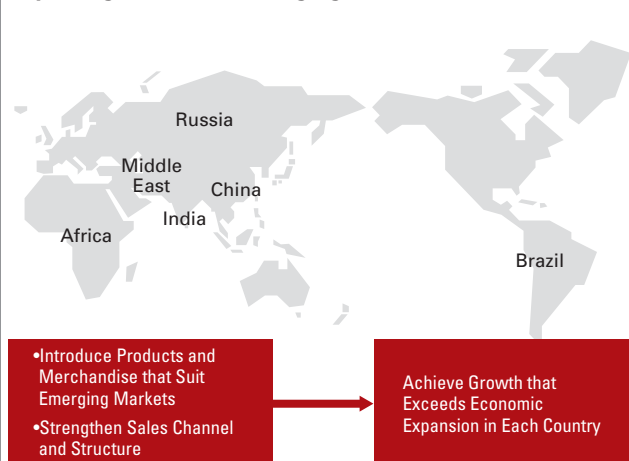 Russia
Middle
East
China
India
Africa
Brazil
•Introduce Products and
Merchandise that Suit
Emerging Markets
•Strengthen Sales Channel
and Structure
Achieve Growth that
Exceeds Economic
Expansion in Each Country